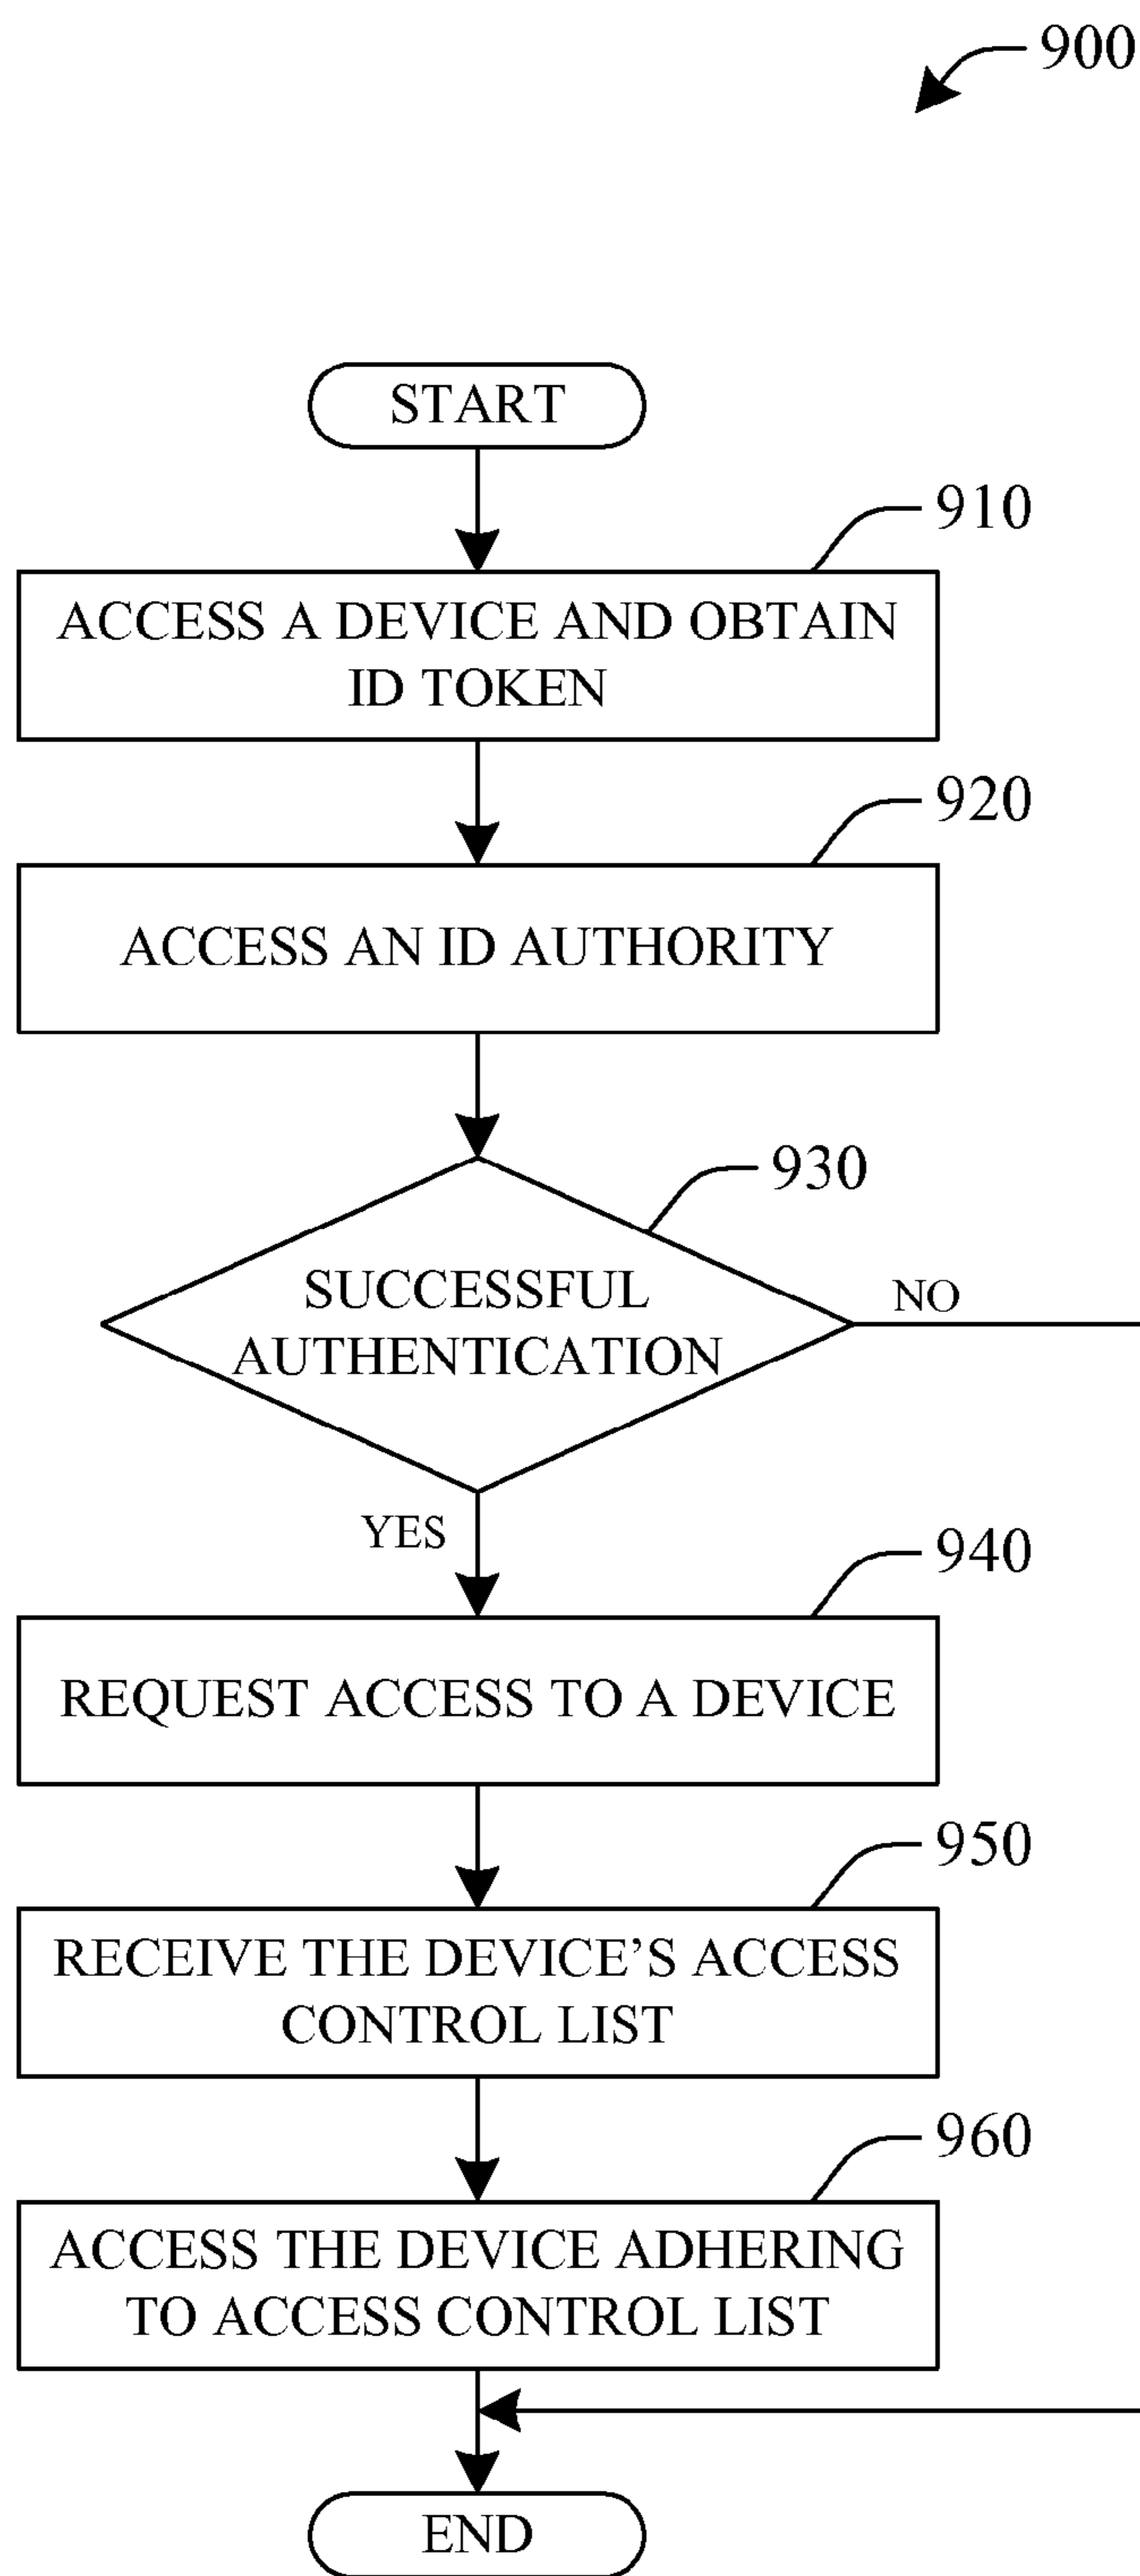 900
START
910
ACCESS A DEVICE AND OBTAIN
ID TOKEN
920
ACCESS AN ID AUTHORITY
930
SUCCESSFUL
AUTHENTICATION
NO
YES
940
REQUEST ACCESS TO A DEVICE
950
RECEIVE THE DEVICE’S ACCESS
CONTROL LIST
960
ACCESS THE DEVICE ADHERING
TO ACCESS CONTROL LIST
END